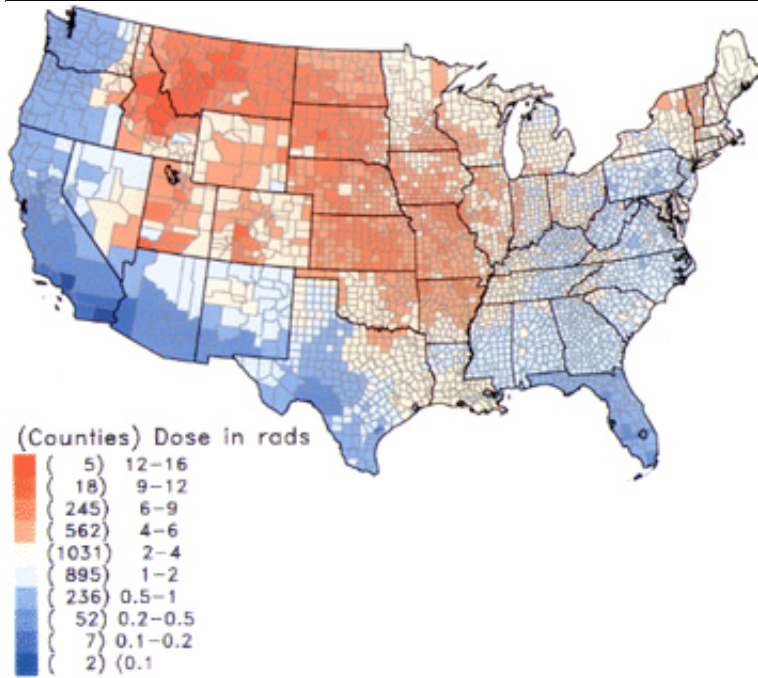 (Counties) Dose in rads
( 5) 12-16
( 18) 9-12
( 245) 6-9
( 562) 4-6
(1031) 2-4
( 895) 1-2
( 236) 0.5-1
( 52) 0.2-0.5
( 7) 0.1-0.2
( 2) (0.1